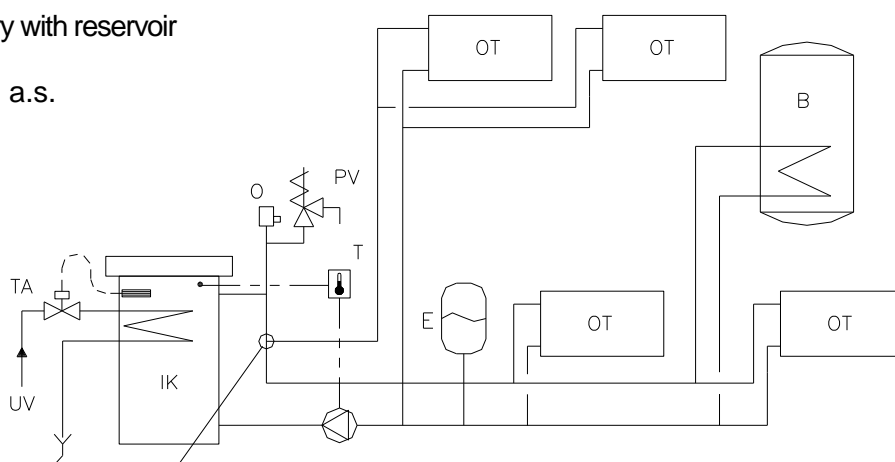 y with reservoir
a.s.
OT
OT
B
O
PV
T
TA
E
OT
OT
IK
UV